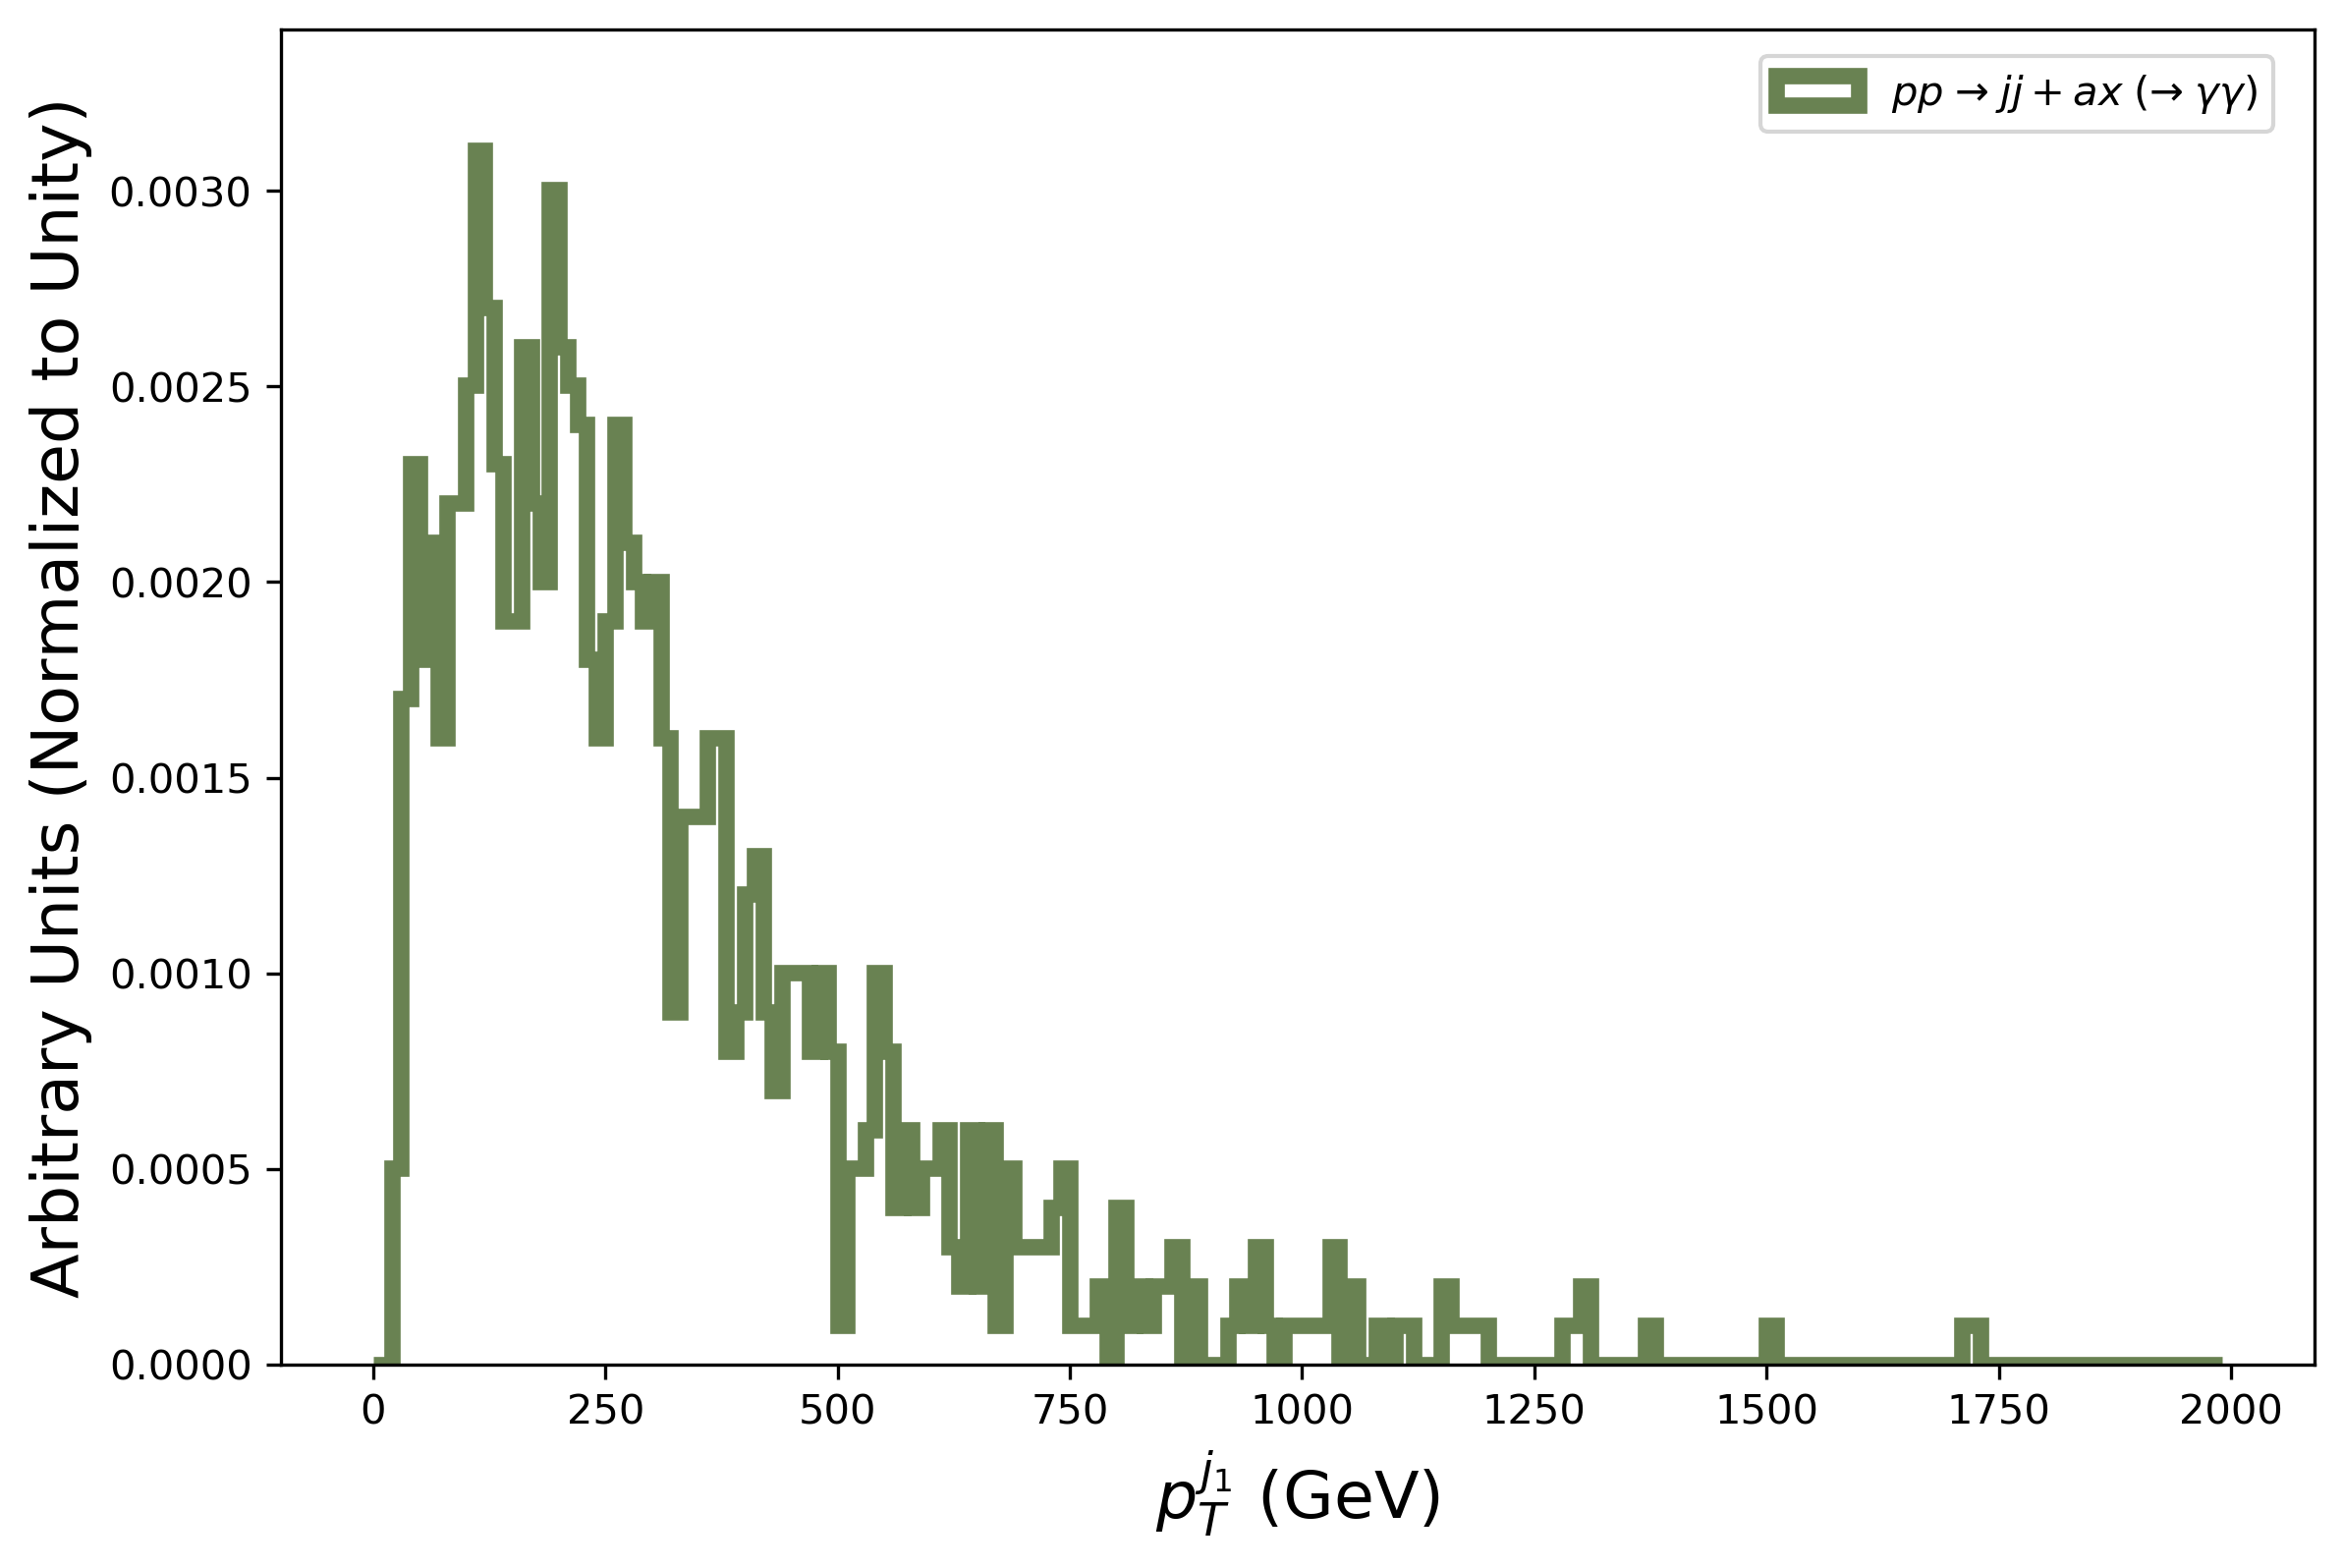 Arbitrary Units (Normalized to Unity)
0.0030
0.0025
0.0020
0.0015
0.0010
0.0005
0.0000
pp → jj + ax (→ γγ)
0 250 500 750 1000 1250 1500 1750 2000
p_T^{j_1} (GeV)